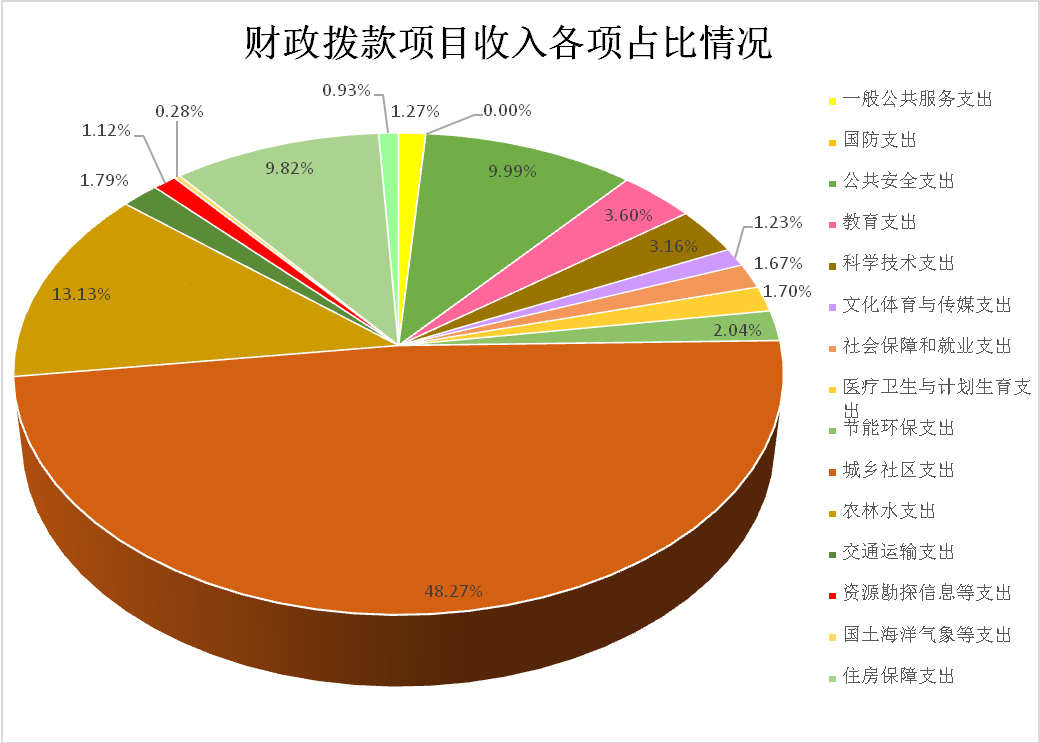 财政拨款项目收入各项占比情况
0.93%
1.27%
0.00%
0.28%
1.12%
1.79%
9.82%
9.99%
3.60%
3.16%
1.23%
1.67%
1.70%
2.04%
13.13%
48.27%
一般公共服务支出
国防支出
公共安全支出
教育支出
科学技术支出
文化体育与传媒支出
社会保障和就业支出
医疗卫生与计划生育支
出
节能环保支出
城乡社区支出
农林水支出
交通运输支出
资源勘探信息等支出
国土海洋气象等支出
住房保障支出